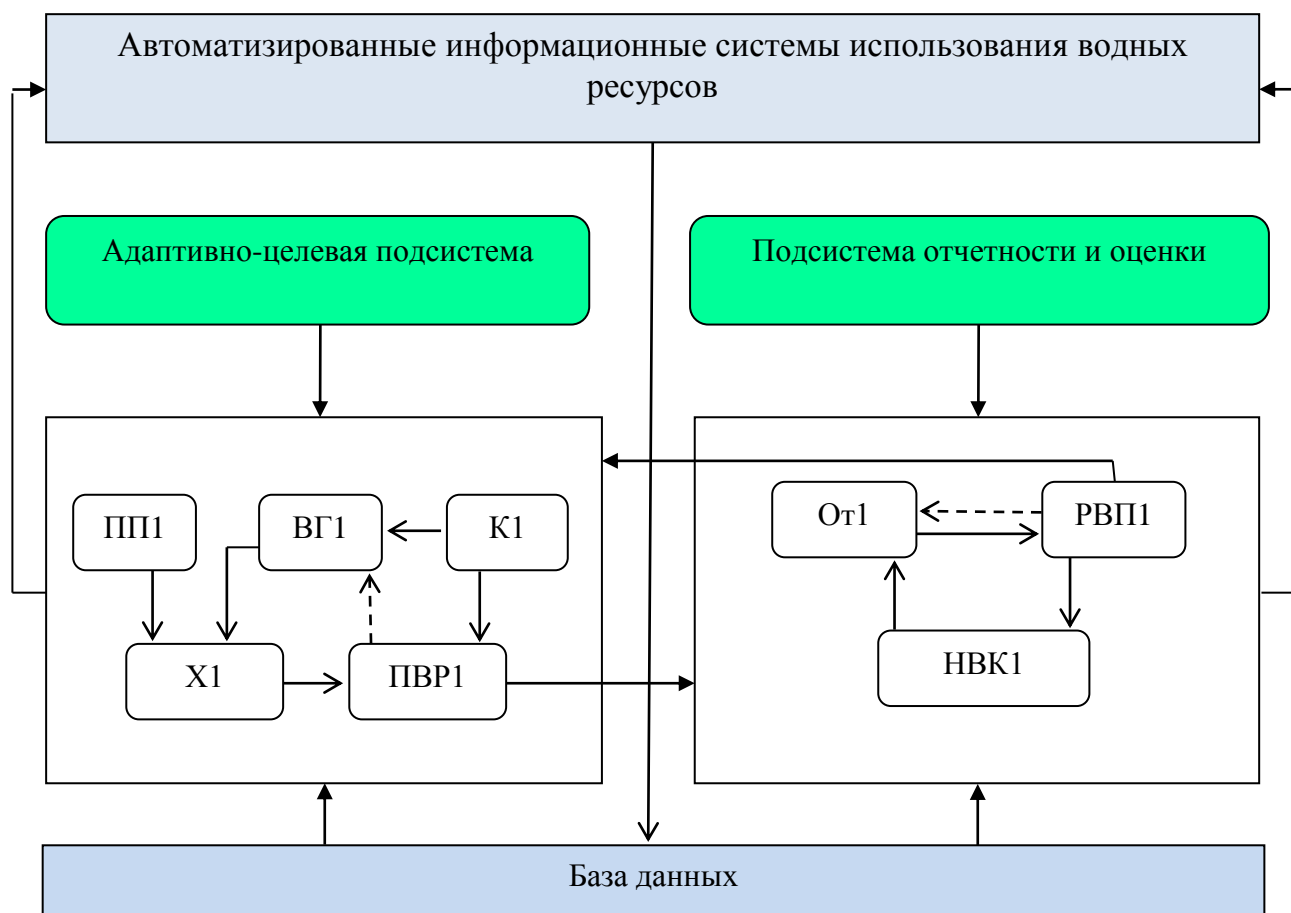 Автоматизированные информационные системы использования водных
ресурсов
Адаптивно-целевая подсистема
Подсистема отчетности и оценки
ПП1
ВГ1
К1
От1
РВП1
Х1
ПВР1
НВК1
База данных